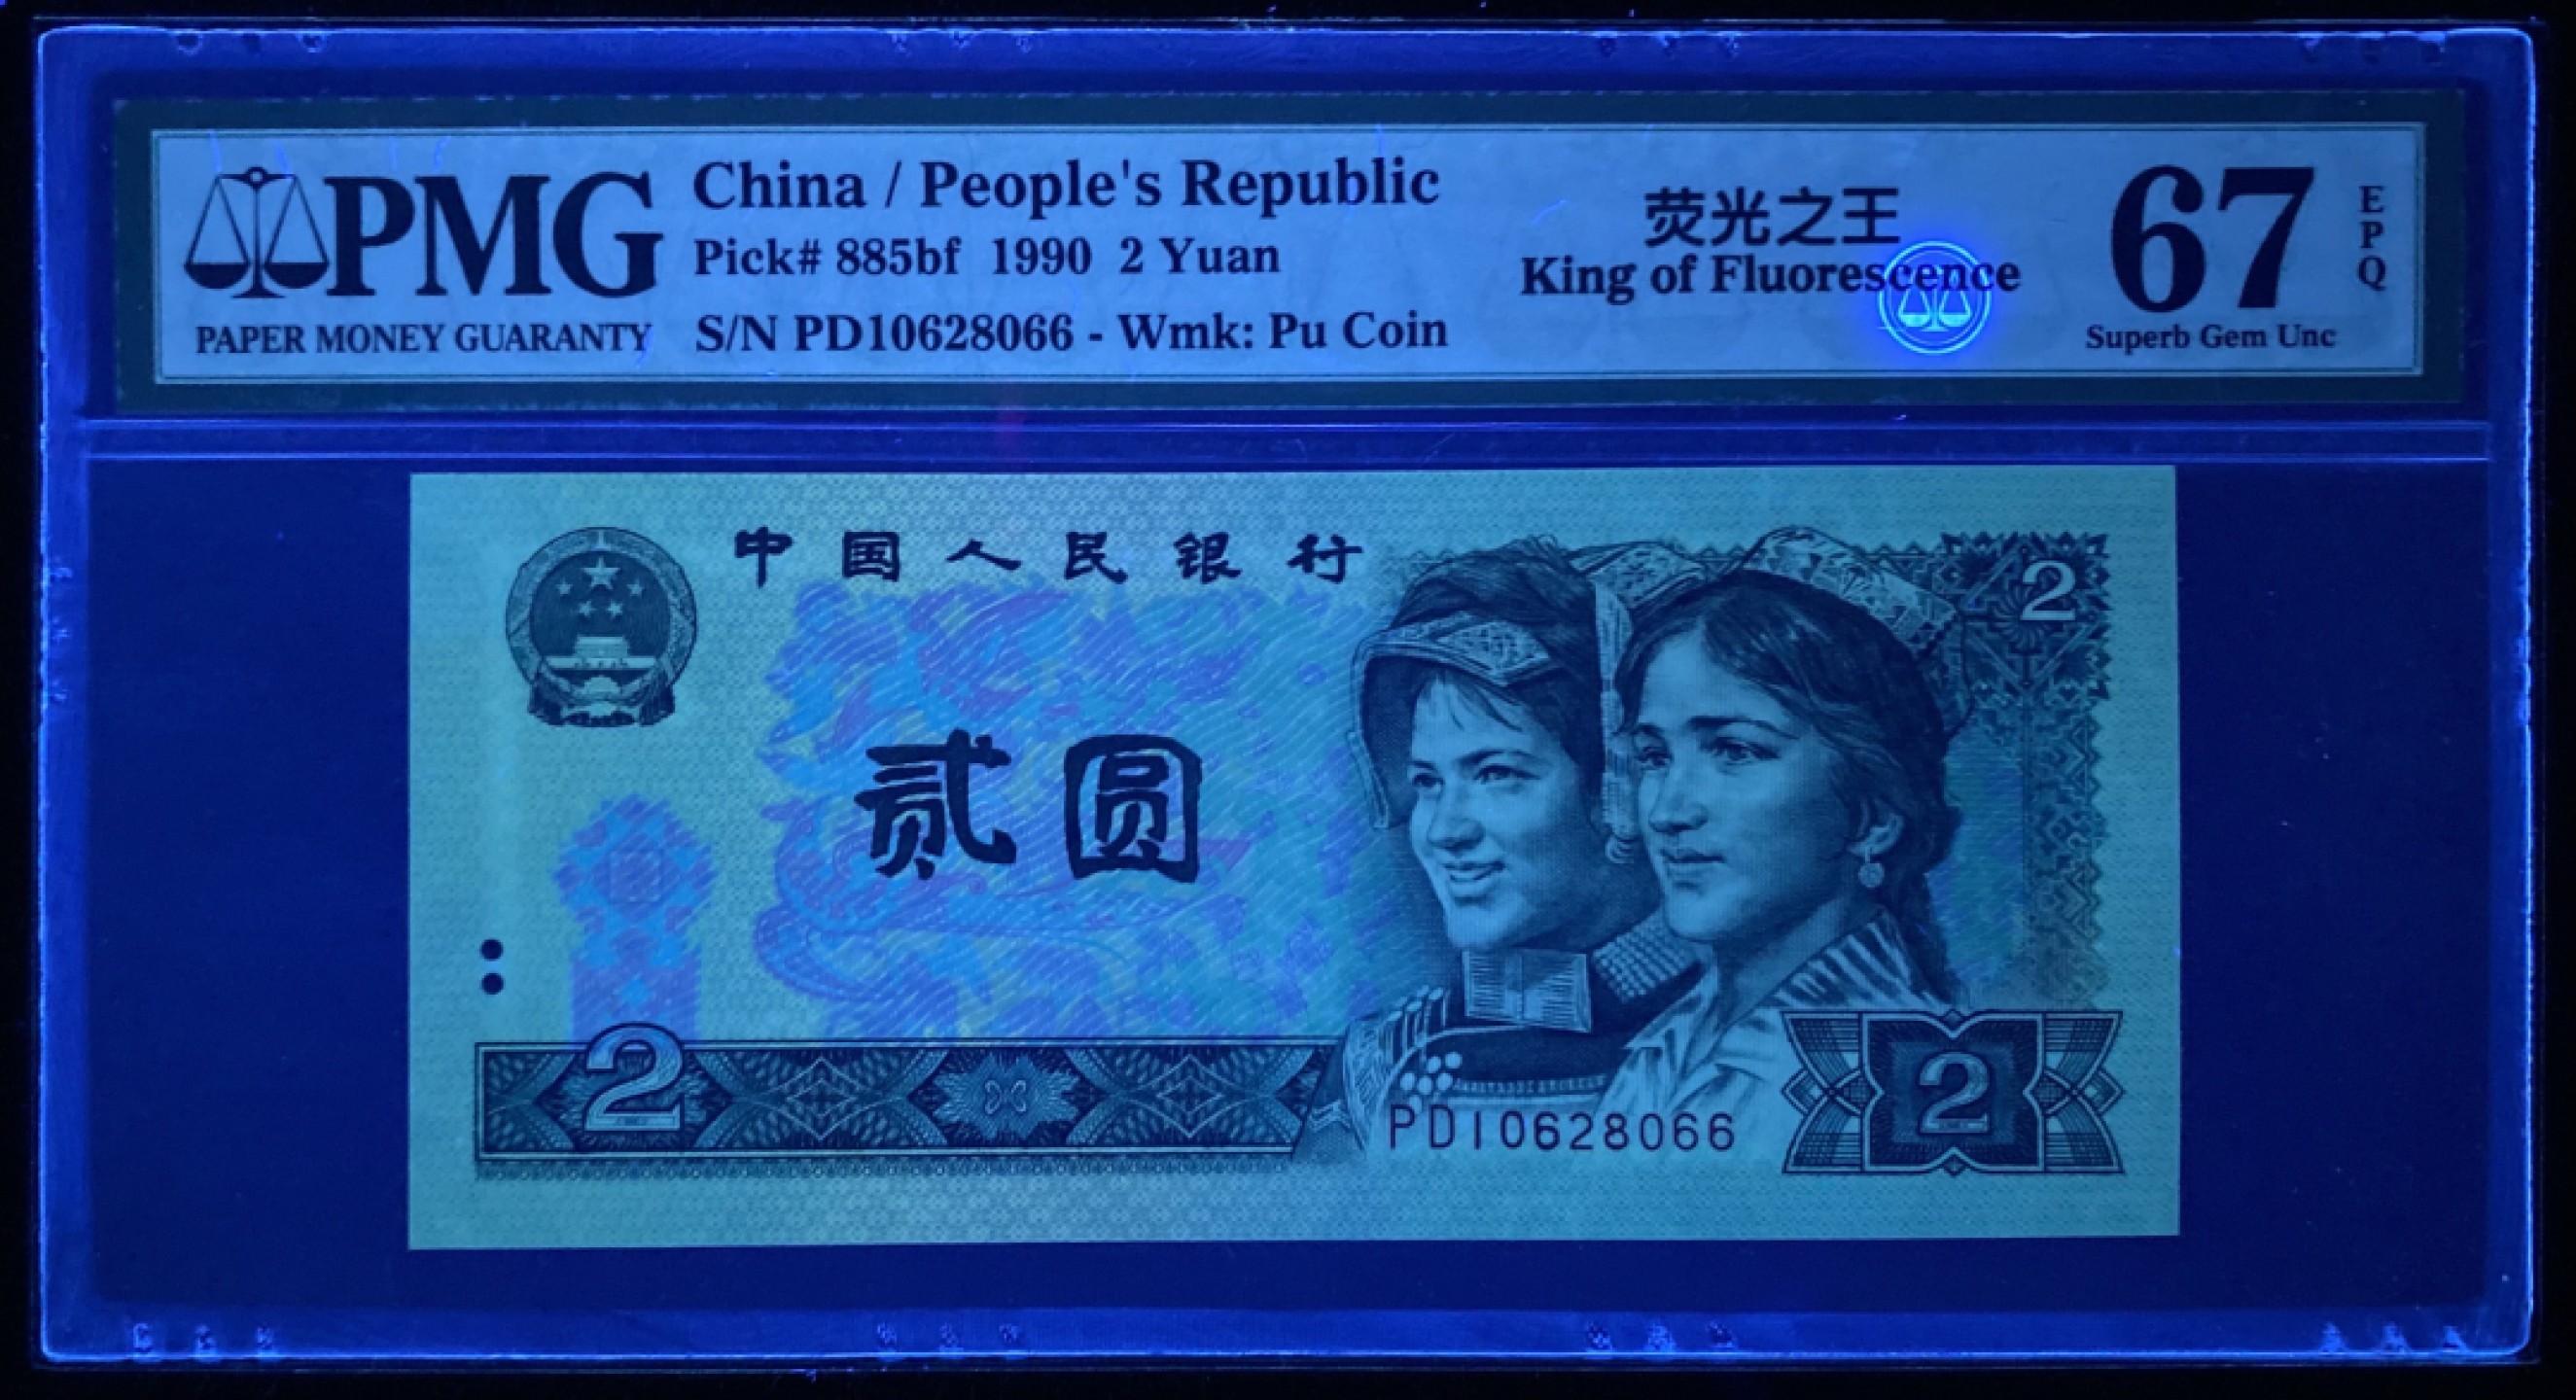 PMG
PAPER MONEY GUARANTY
China / People's Republic
Pick# 885bf 1990 2 Yuan
S/N PD10628066 - Wmk: Pu Coin
荧光之王
King of Fluorescence
67
EPQ
Superb Gem Unc
中国人民银行
2
贰圆
2
2
PD10628066